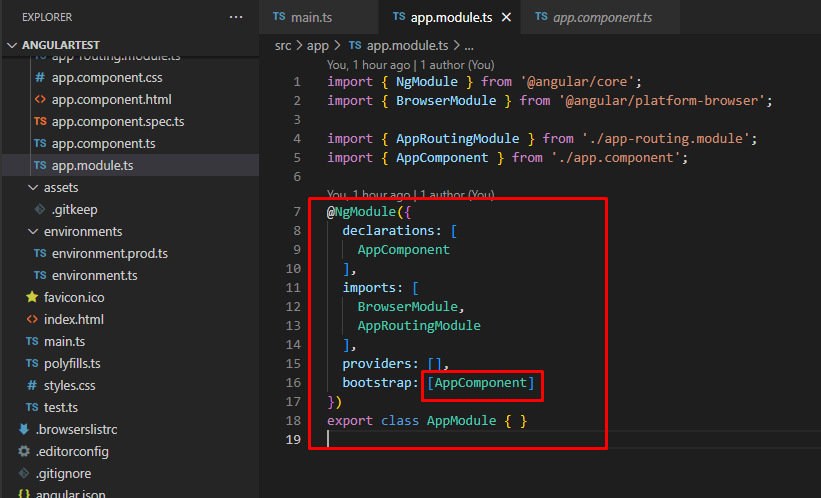 EXPLORER
ANGULARTEST
app-routing.module.ts
app.component.css
app.component.html
app.component.spec.ts
app.component.ts
app.module.ts
assets
.gitkeep
environments
environment.prod.ts
environment.ts
favicon.ico
index.html
main.ts
polyfills.ts
styles.css
test.ts
.browserslistrc
.editorconfig
.gitignore
angular.json
TS main.ts
TS app.module.ts ×
TS app.component.ts
src > app > TS app.module.ts > ...
You, 1 hour ago | 1 author (You)
1 import { NgModule } from '@angular/core';
2 import { BrowserModule } from '@angular/platform-browser';
3
4 import { AppRoutingModule } from './app-routing.module';
5 import { AppComponent } from './app.component';
6
You, 1 hour ago | 1 author (You)
7 @NgModule({
8 declarations: [
9 AppComponent
10 ],
11 imports: [
12 BrowserModule,
13 AppRoutingModule
14 ],
15 providers: [],
16 bootstrap: [AppComponent]
17 })
18 export class AppModule { }
19